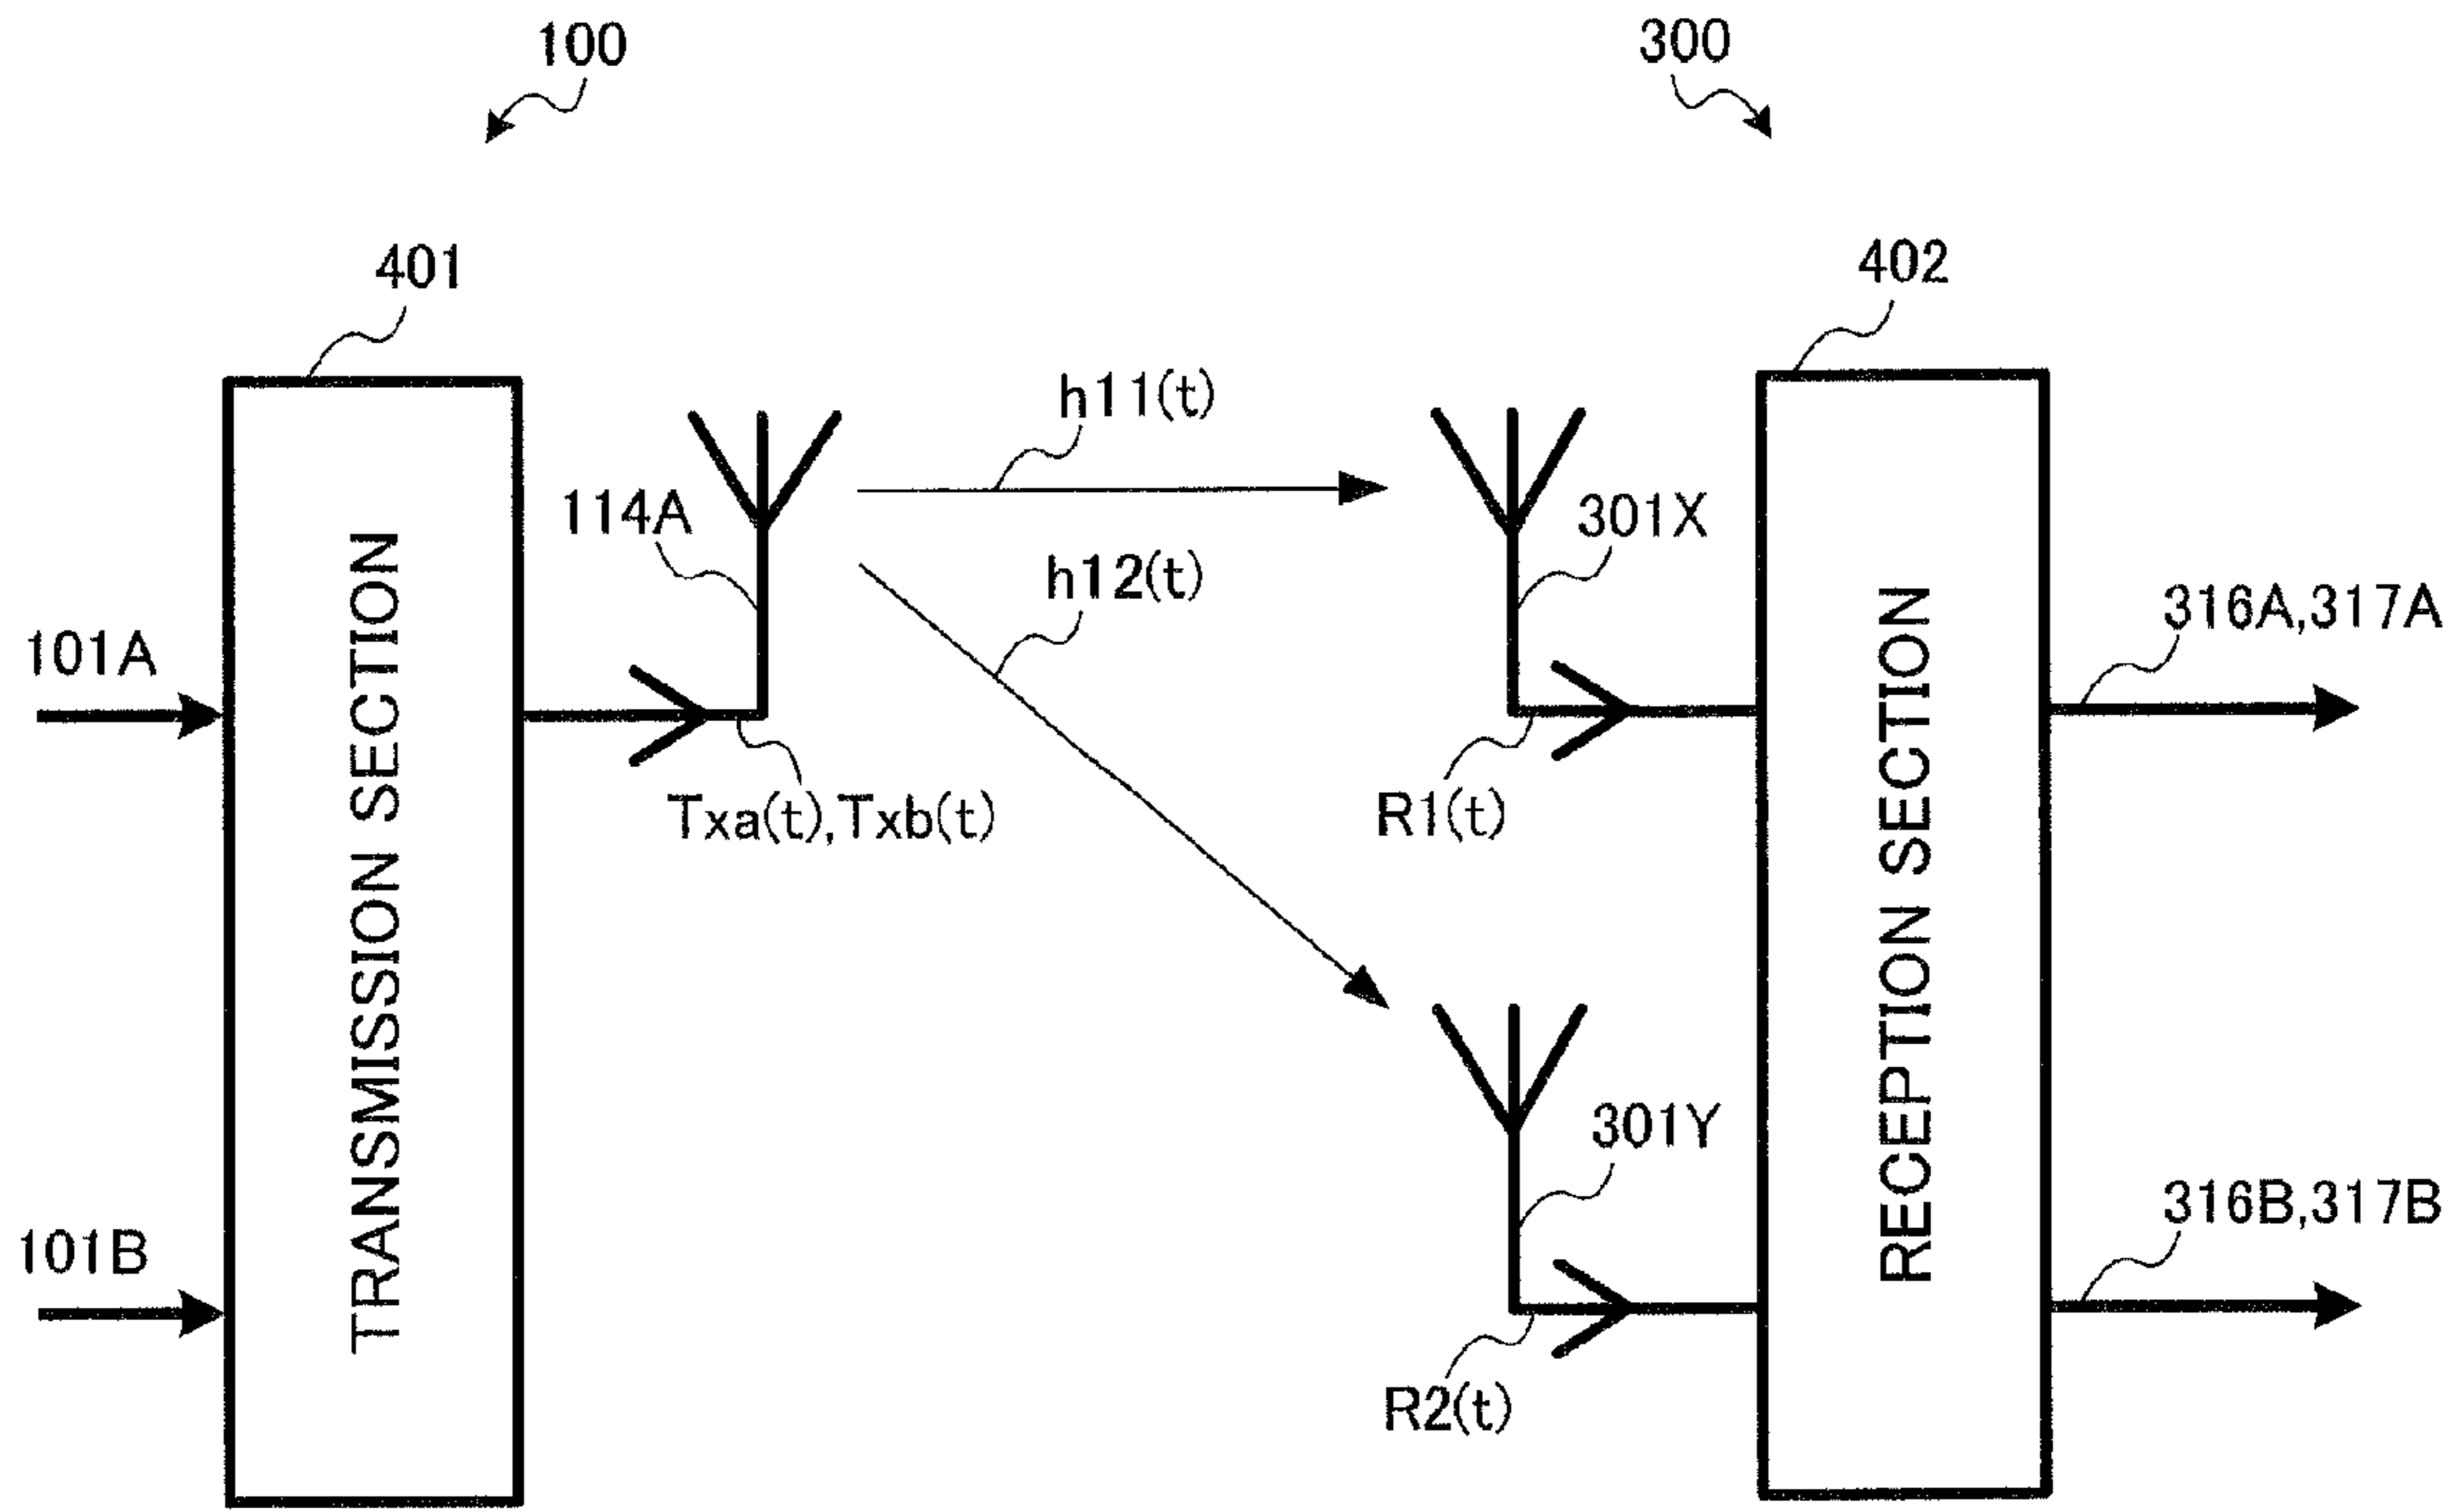 100
300
401
402
h11(t)
114A
301X
h12(t)
316A,317A
101A
TRANSMISSION SECTION
RECEPTION SECTION
Txa(t),Txb(t)
R1(t)
301Y
316B,317B
101B
R2(t)